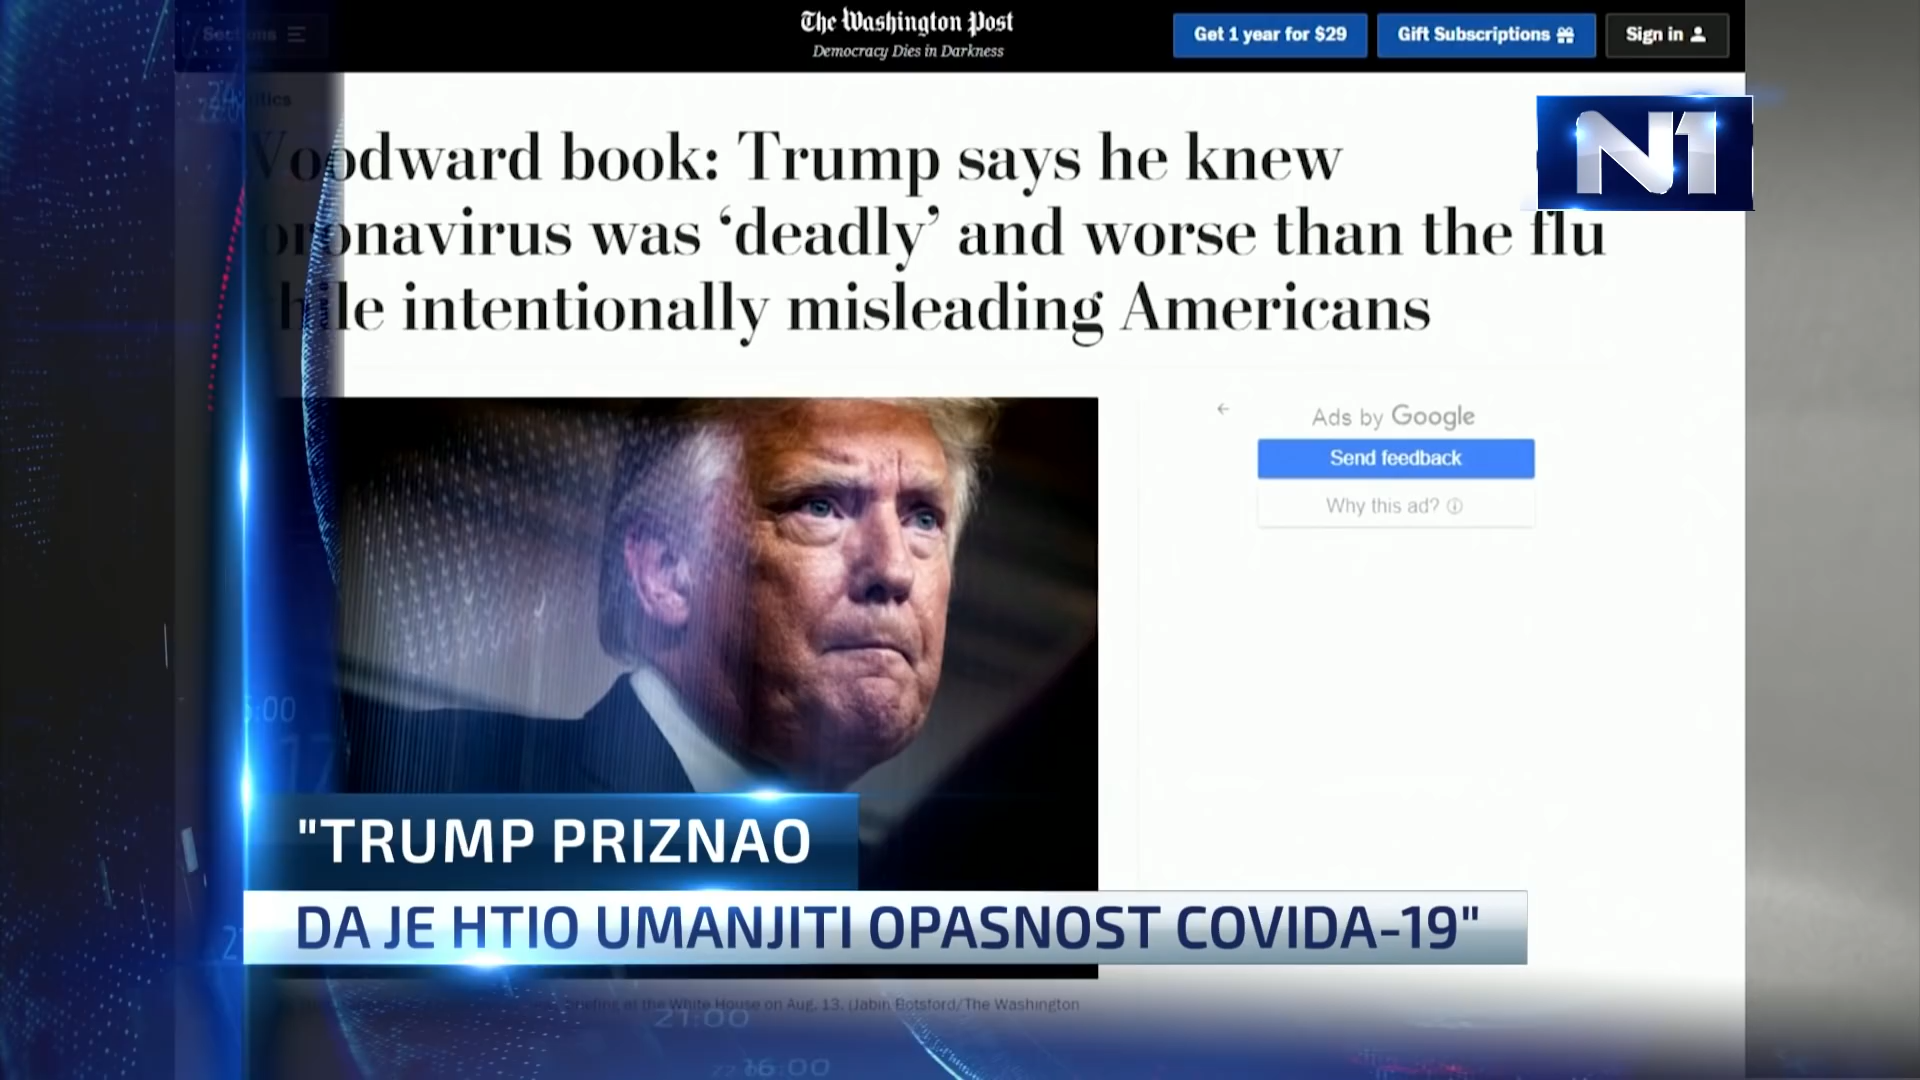 Sections
The Washington Post
Democracy Dies in Darkness
Get 1 year for $29
Gift Subscriptions
Sign in
N1
book: Trump says he knew
was ‘deadly’ and worse than the flu
intentionally misleading Americans
Ads by Google
Send feedback
Why this ad?
"TRUMP PRIZNAO
DA JE HTIO UMANJITI OPASNOST COVIDA-19"
at the White House on Aug. 13. (Jabin Botsford/The Washington
21:00